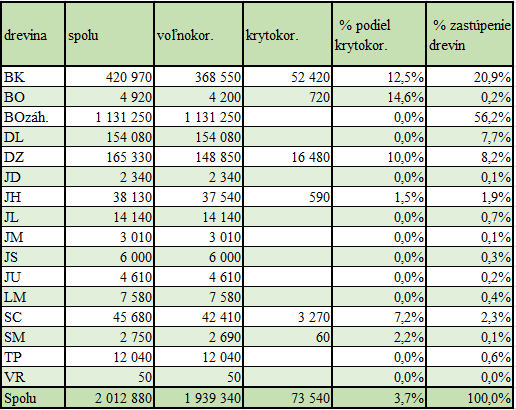 drevina spolu voľnokor. krytokor. % podiel krytokor. % zastúpenie drevin
BK 420 970 368 550 52 420 12,5% 20,9%
BO 4 920 4 200 720 14,6% 0,2%
BOzáh. 1 131 250 1 131 250 0,0% 56,2%
DL 154 080 154 080 0,0% 7,7%
DZ 165 330 148 850 16 480 10,0% 8,2%
JD 2 340 2 340 0,0% 0,1%
JH 38 130 37 540 590 1,5% 1,9%
JL 14 140 14 140 0,0% 0,7%
JM 3 010 3 010 0,0% 0,1%
JS 6 000 6 000 0,0% 0,3%
JU 4 610 4 610 0,0% 0,2%
LM 7 580 7 580 0,0% 0,4%
SC 45 680 42 410 3 270 7,2% 2,3%
SM 2 750 2 690 60 2,2% 0,1%
TP 12 040 12 040 0,0% 0,6%
VR 50 50 0,0% 0,0%
Spolu 2 012 880 1 939 340 73 540 3,7% 100,0%